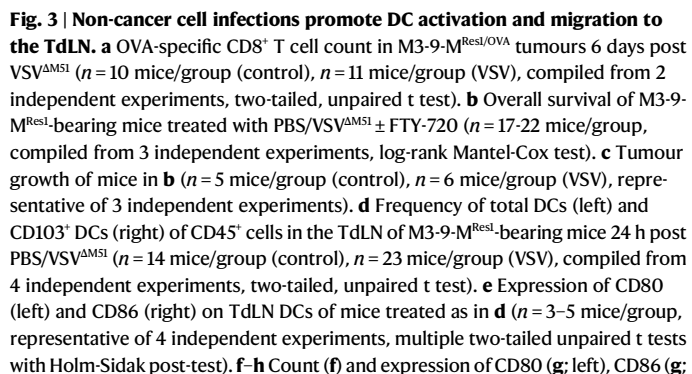 Fig. 3 | Non-cancer cell infections promote DC activation and migration to
the TdLN. a OVA-specific CD8⁺ T cell count in M3-9-M^Res1/OVA tumours 6 days post
VSV^ΔM51 (n = 10 mice/group (control), n = 11 mice/group (VSV), compiled from 2
independent experiments, two-tailed, unpaired t test). b Overall survival of M3-9-
M^Res1-bearing mice treated with PBS/VSV^ΔM51 ± FTY-720 (n = 17-22 mice/group,
compiled from 3 independent experiments, log-rank Mantel-Cox test). c Tumour
growth of mice in b (n = 5 mice/group (control), n = 6 mice/group (VSV), repre-
sentative of 3 independent experiments). d Frequency of total DCs (left) and
CD103⁺ DCs (right) of CD45⁺ cells in the TdLN of M3-9-M^Res1-bearing mice 24 h post
PBS/VSV^ΔM51 (n = 14 mice/group (control), n = 23 mice/group (VSV), compiled from
4 independent experiments, two-tailed, unpaired t test). e Expression of CD80
(left) and CD86 (right) on TdLN DCs of mice treated as in d (n = 3–5 mice/group,
representative of 4 independent experiments, multiple two-tailed unpaired t tests
with Holm-Sidak post-test). f–h Count (f) and expression of CD80 (g; left), CD86 (g;